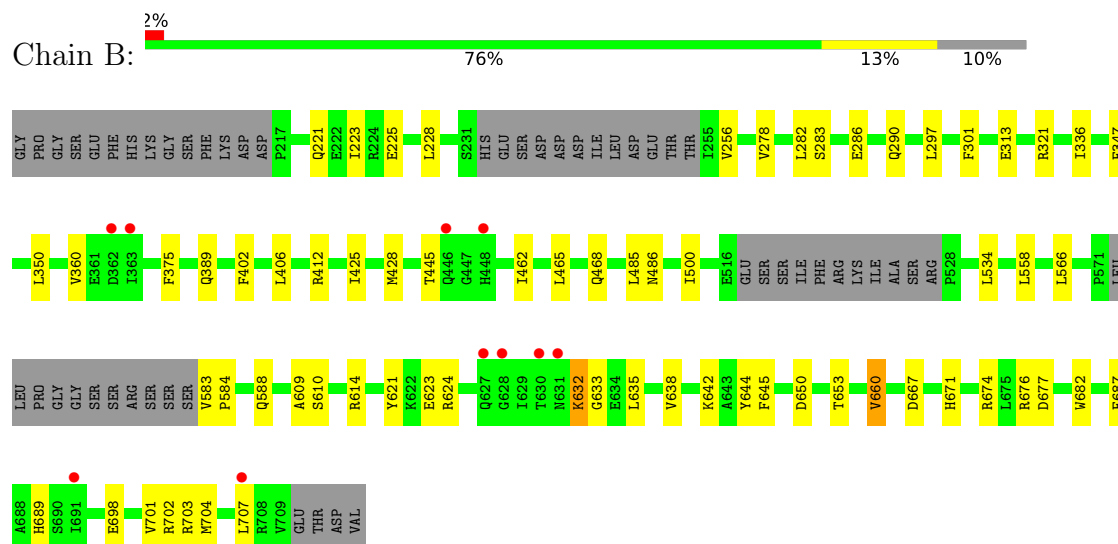 2%
Chain B:
76% 13% 10%
GLY PRO GLY SER GLU PHE HIS LYS GLY SER PHE LYS ASP ASP P217 Q221 E222 I223 R224 E225 L228 S231 HIS GLU SER ASP ASP ASP ILE LEU ASP GLU THR THR I255 V256 V278 L282 S283 E286 Q290 L297 F301 E313 R321 I336
L350 V360 E361 D362 I363 F375 Q389 F402 L406 R412 I425 M428 T445 Q446 G447 H448 I462 L465 Q468 L485 N486 I500 E516 GLU SER SER ILE PHE ARG LYS ILE ALA SER ARG P528 L534 L558 L566 P571 LEU
LEU PRO GLY GLY SER SER ARG SER SER SER V583 P584 Q588 A609 S610 R614 Y621 K622 E623 R624 Q627 G628 I629 T630 N631 K632 G633 E634 L635 V638 K642 A643 Y644 F645 D650 T653 V660 D667 H671 R674 L675 R676 D677 W682
A688 H689 S690 I691 E698 V701 R702 R703 M704 L707 R708 V709 GLU THR ASP VAL